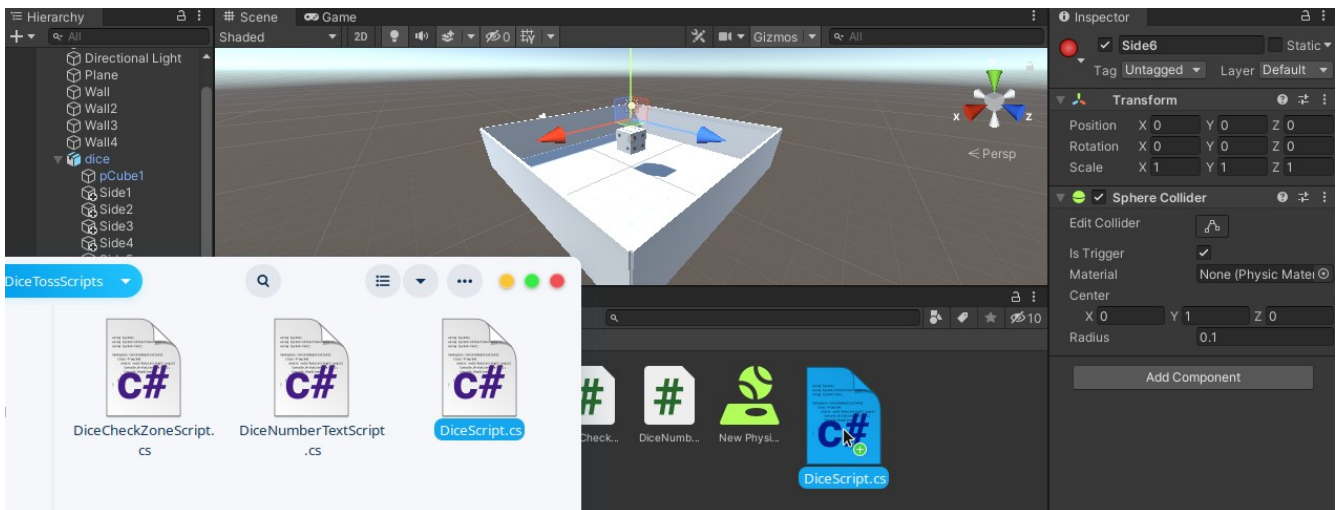 Hierarchy
All
Directional Light
Plane
Wall
Wall2
Wall3
Wall4
dice
pCube1
Side1
Side2
Side3
Side4
Scene
Game
Shaded
2D
0
Gizmos
All
x
z
Persp
Inspector
Side6
Static
Tag Untagged Layer Default
Transform
Position X 0 Y 0 Z 0
Rotation X 0 Y 0 Z 0
Scale X 1 Y 1 Z 1
Sphere Collider
Edit Collider
Is Trigger
Material None (Physic Mater
Center
X 0 Y 1 Z 0
Radius 0.1
Add Component
DiceTossScripts
C#
C#
C#
DiceCheckZoneScript.
cs
DiceNumberTextScript
.cs
DiceScript.cs
10
#
#
Check...
DiceNumb...
New Physi...
C#
DiceScript.cs